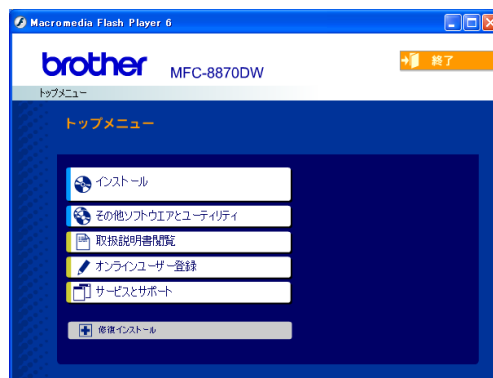 Macromedia Flash Player 6
brother MFC-8870DW
終了
トップメニュー
トップメニュー
インストール
その他ソフトウエアとユーティリティ
取扱説明書閲覧
オンラインユーザー登録
サービスとサポート
修復インストール